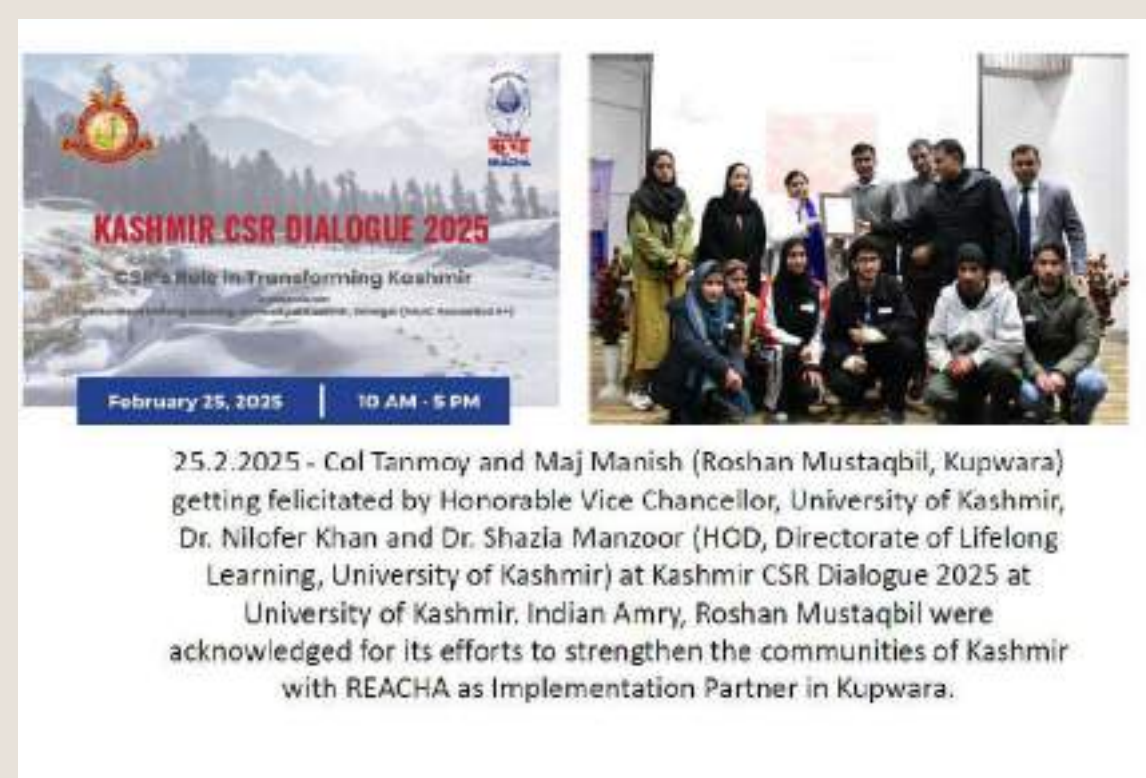 ऋचा
REACHA
KASHMIR CSR DIALOGUE 2025
CSR's Role in Transforming Kashmir
February 25, 2025 | 10 AM - 5 PM
25.2.2025 - Col Tanmoy and Maj Manish (Roshan Mustaqbil, Kupwara)
getting felicitated by Honorable Vice Chancellor, University of Kashmir,
Dr. Nilofer Khan and Dr. Shazia Manzoor (HOD, Directorate of Lifelong
Learning, University of Kashmir) at Kashmir CSR Dialogue 2025 at
University of Kashmir. Indian Amry, Roshan Mustaqbil were
acknowledged for its efforts to strengthen the communities of Kashmir
with REACHA as Implementation Partner in Kupwara.